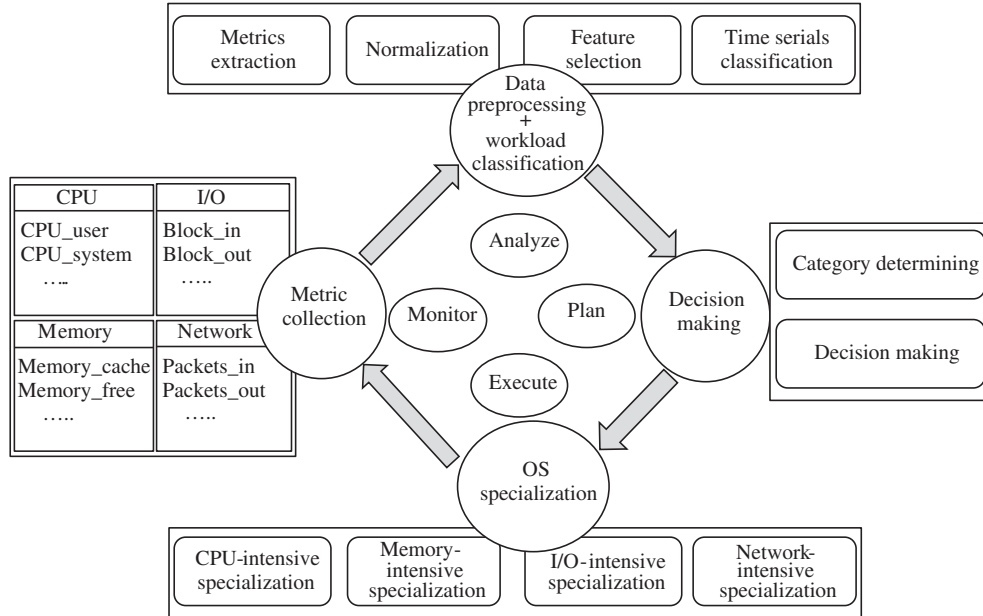 Metrics
extraction
Normalization
Feature
selection
Time serials
classification
Data
preprocessing
+
workload
classification
CPU
CPU_user
CPU_system
.....
I/O
Block_in
Block_out
.....
Memory
Memory_cache
Memory_free
.....
Network
Packets_in
Packets_out
.....
Metric
collection
Analyze
Monitor
Plan
Execute
Decision
making
Category determining
Decision making
OS
specialization
CPU-intensive
specialization
Memory-
intensive
specialization
I/O-intensive
specialization
Network-
intensive
specialization